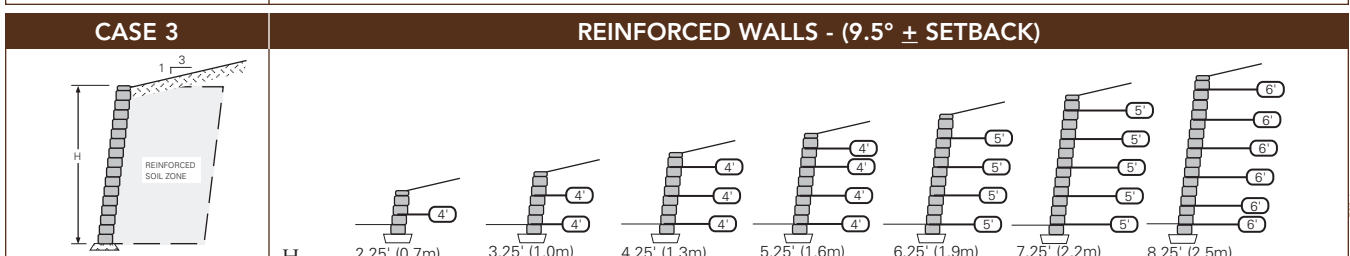 CASE 3
REINFORCED WALLS - (9.5° ± SETBACK)
3
1
H
REINFORCED
SOIL ZONE
4'
4'
4'
4'
4'
4'
4'
4'
4'
4'
5'
5'
5'
5'
5'
5'
5'
5'
5'
6'
6'
6'
6'
6'
6'
H
2.25' (0.7m)
3.25' (1.0m)
4.25' (1.3m)
5.25' (1.6m)
6.25' (1.9m)
7.25' (2.2m)
8.25' (2.5m)